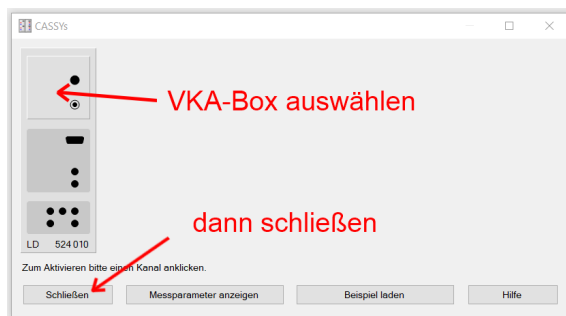 CASSYs
VKA-Box auswählen
dann schließen
LD 524 010
Zum Aktivieren bitte einen Kanal anklicken.
Schließen Messparameter anzeigen Beispiel laden Hilfe